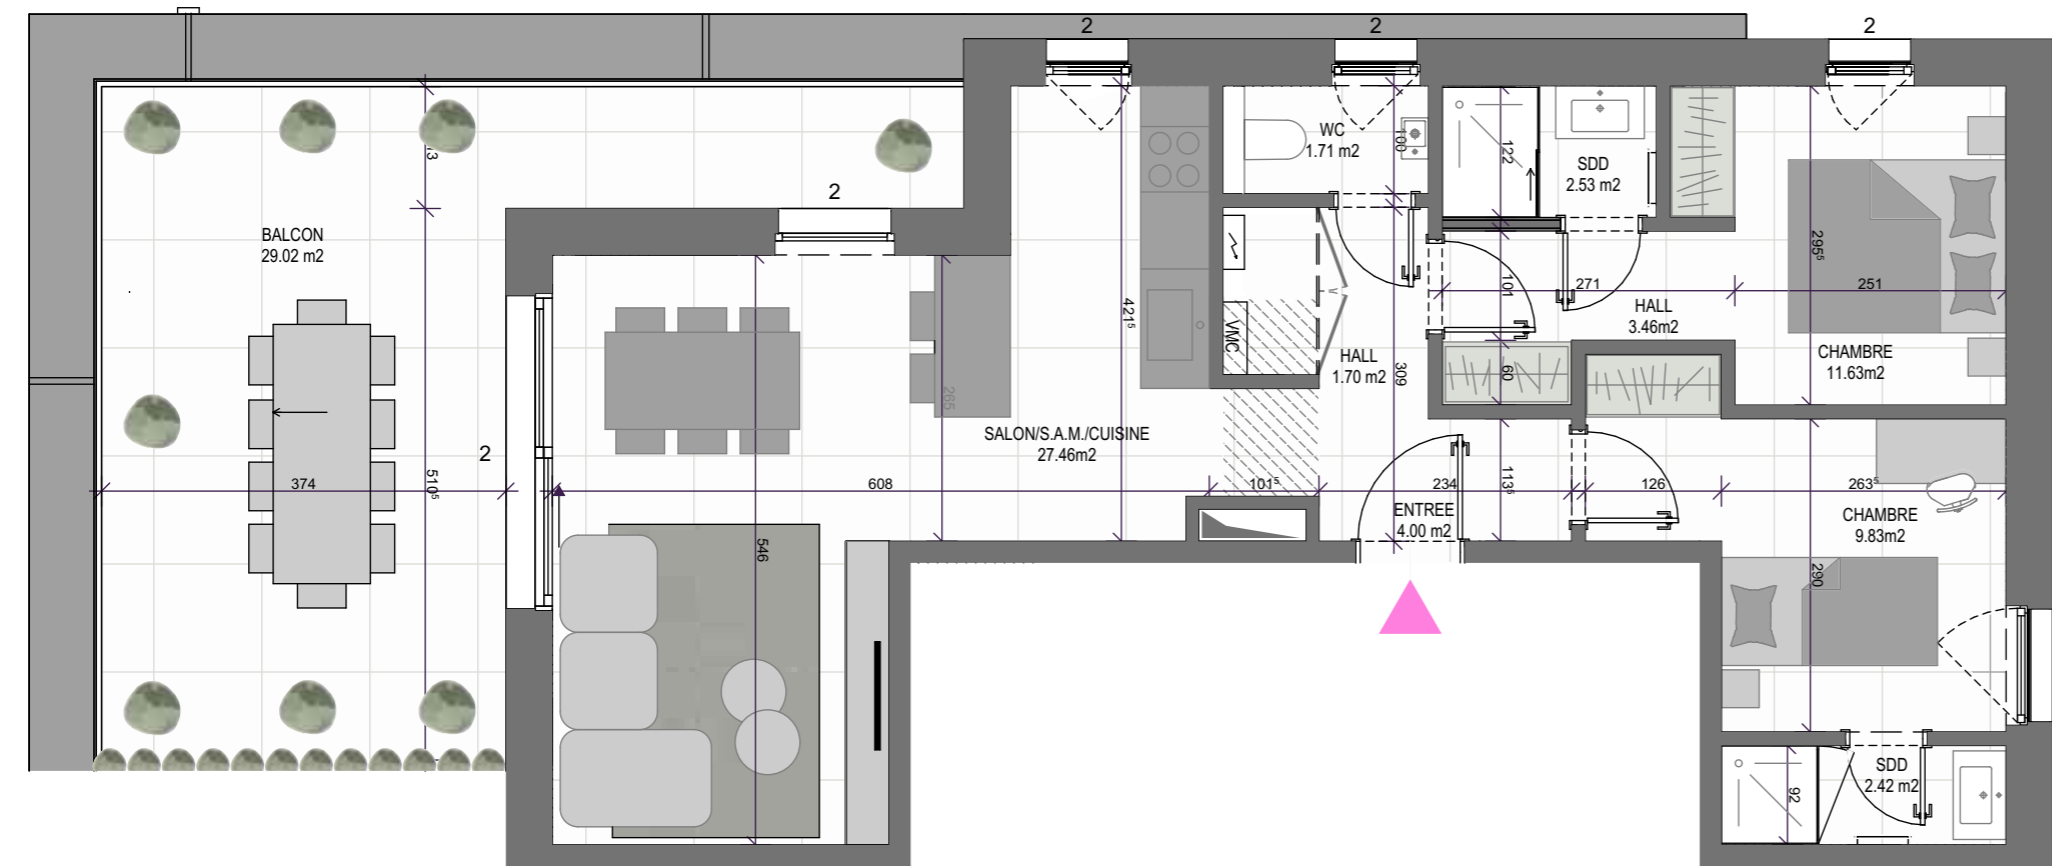 2
2
2
2
2
BALCON
29.02 m2
WC
1.71 m2
100
122
SDD
2.53 m2
295⁵
251
271
101
HALL
3.46m2
CHAMBRE
11.63m2
VMC
HALL
1.70 m2
309
60
421⁵
265
SALON/S.A.M./CUISINE
27.46m2
374
510⁵
608
101⁵
234
113⁵
126
263⁵
ENTREE
4.00 m2
CHAMBRE
9.83m2
546
290
SDD
2.42 m2
92